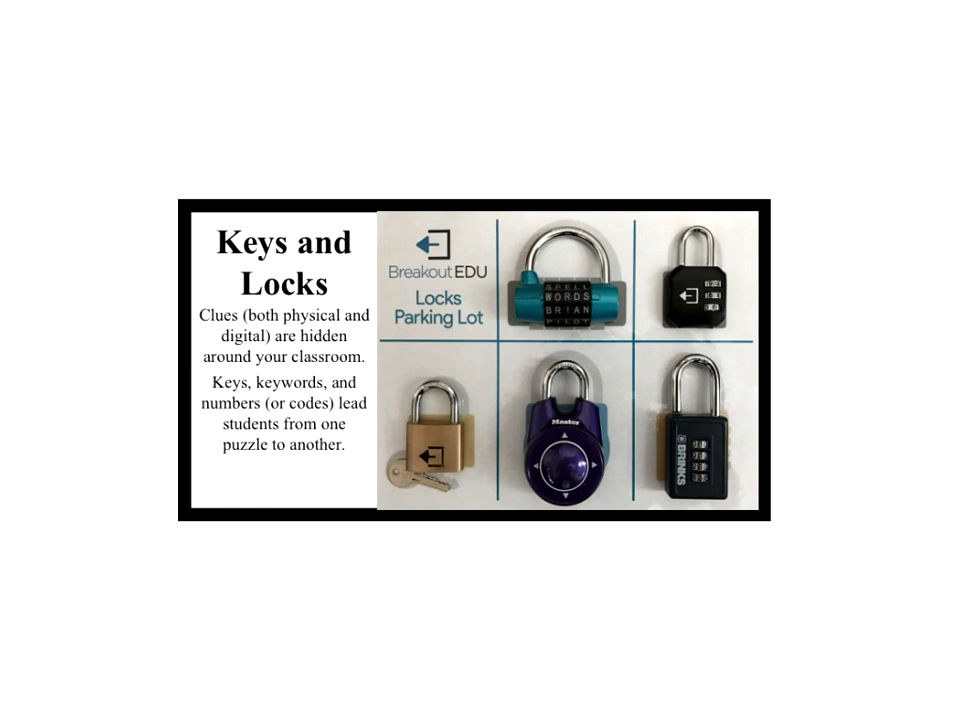 Keys and
Locks
Clues (both physical and
digital) are hidden
around your classroom.
Keys, keywords, and
numbers (or codes) lead
students from one
puzzle to another.
Breakout EDU
Locks
Parking Lot
SPELL
WORDS
BRIAN
PILOT
Master
BRINKS